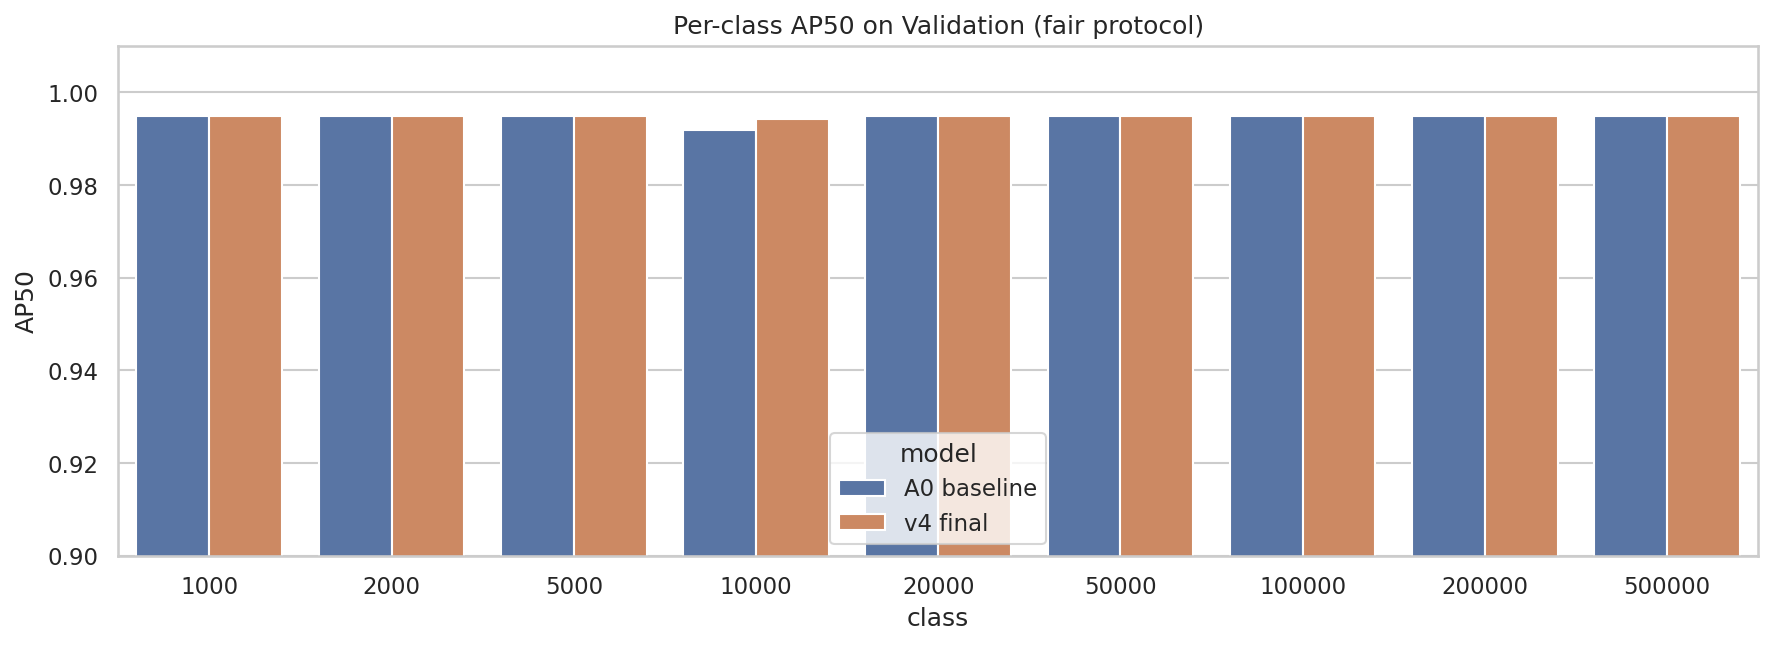 Per-class AP50 on Validation (fair protocol)
1.00
0.98
0.96
0.94
0.92
0.90
AP50
model
A0 baseline
v4 final
1000 2000 5000 10000 20000 50000 100000 200000 500000
class